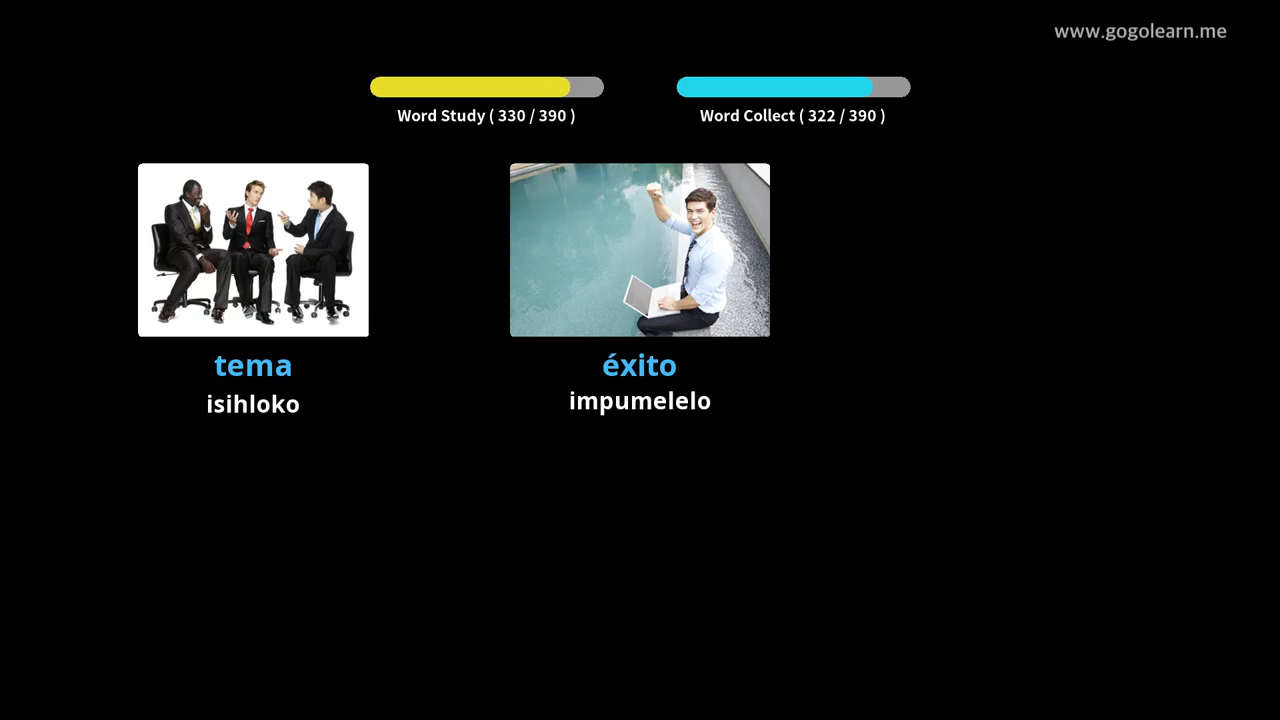 www.gogolearn.me
Word Study ( 330 / 390 )
Word Collect ( 322 / 390 )
tema
isihloko
éxito
impumelelo